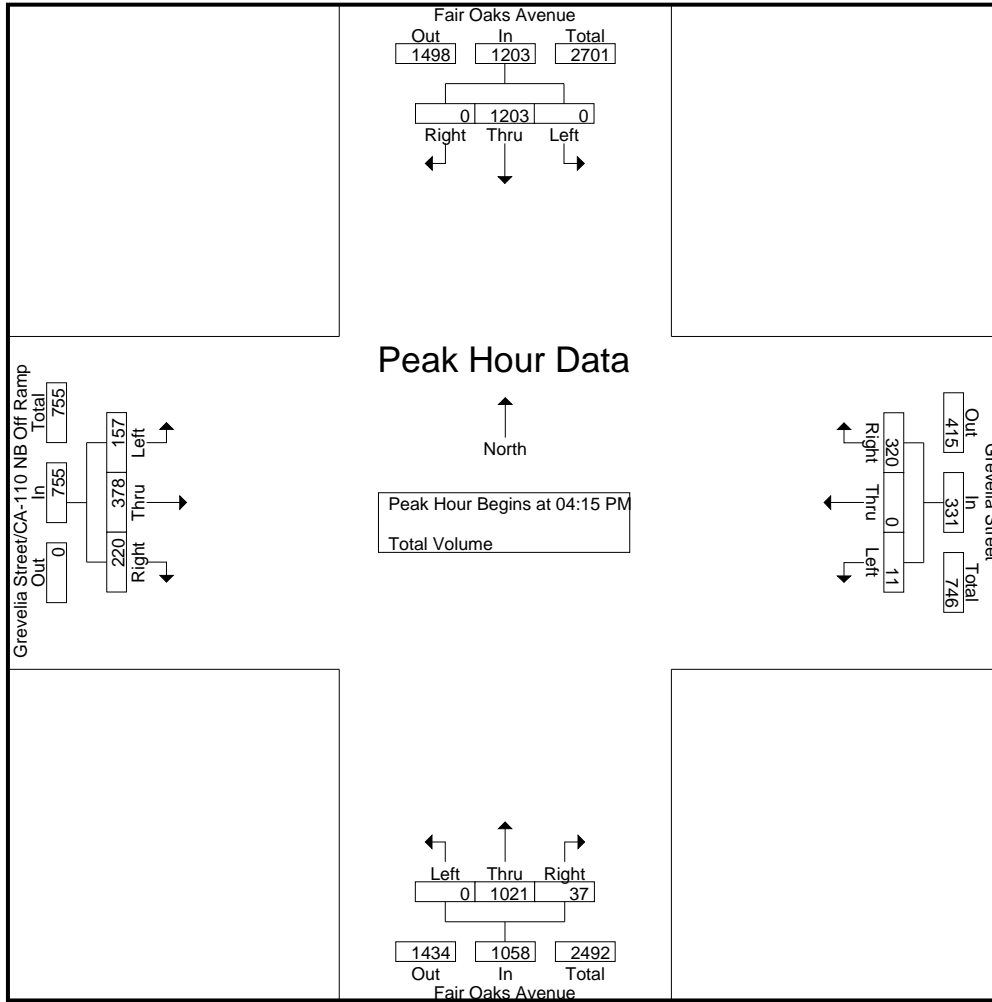 Fair Oaks Avenue
Out In Total
1498 1203 2701
0 1203 0
Right Thru Left
Peak Hour Data
North
Peak Hour Begins at 04:15 PM
Total Volume
Grevelia Street/CA-110 NB Off Ramp
Out In Total
0 755 755
Right Thru Left
220 378 157
Grevelia Street
Out In Total
415 331 746
Right Thru Left
320 0 11
Left Thru Right
0 1021 37
1434 1058 2492
Out In Total
Fair Oaks Avenue